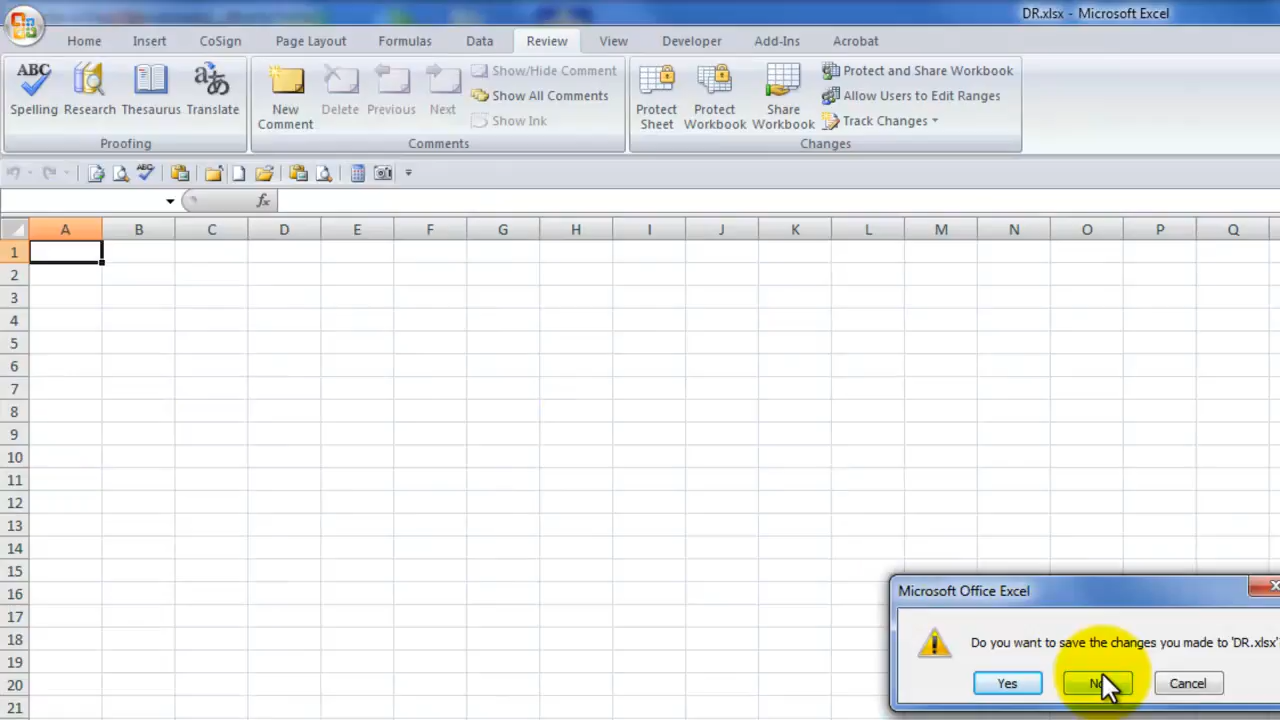 DR.xlsx - Microsoft Excel
Home Insert CoSign Page Layout Formulas Data Review View Developer Add-Ins Acrobat
ABC ABC
Spelling Research Thesaurus Translate
Proofing
New Comment Delete Previous Next
Show/Hide Comment
Show All Comments
Show Ink
Comments
Protect Sheet Protect Workbook Share Workbook
Protect and Share Workbook
Allow Users to Edit Ranges
Track Changes
Changes
fx
A B C D E F G H I J K L M N O P Q
1
2
3
4
5
6
7
8
9
10
11
12
13
14
15
16
17
18
19
20
21
Microsoft Office Excel
Do you want to save the changes you made to 'DR.xlsx'
Yes No Cancel